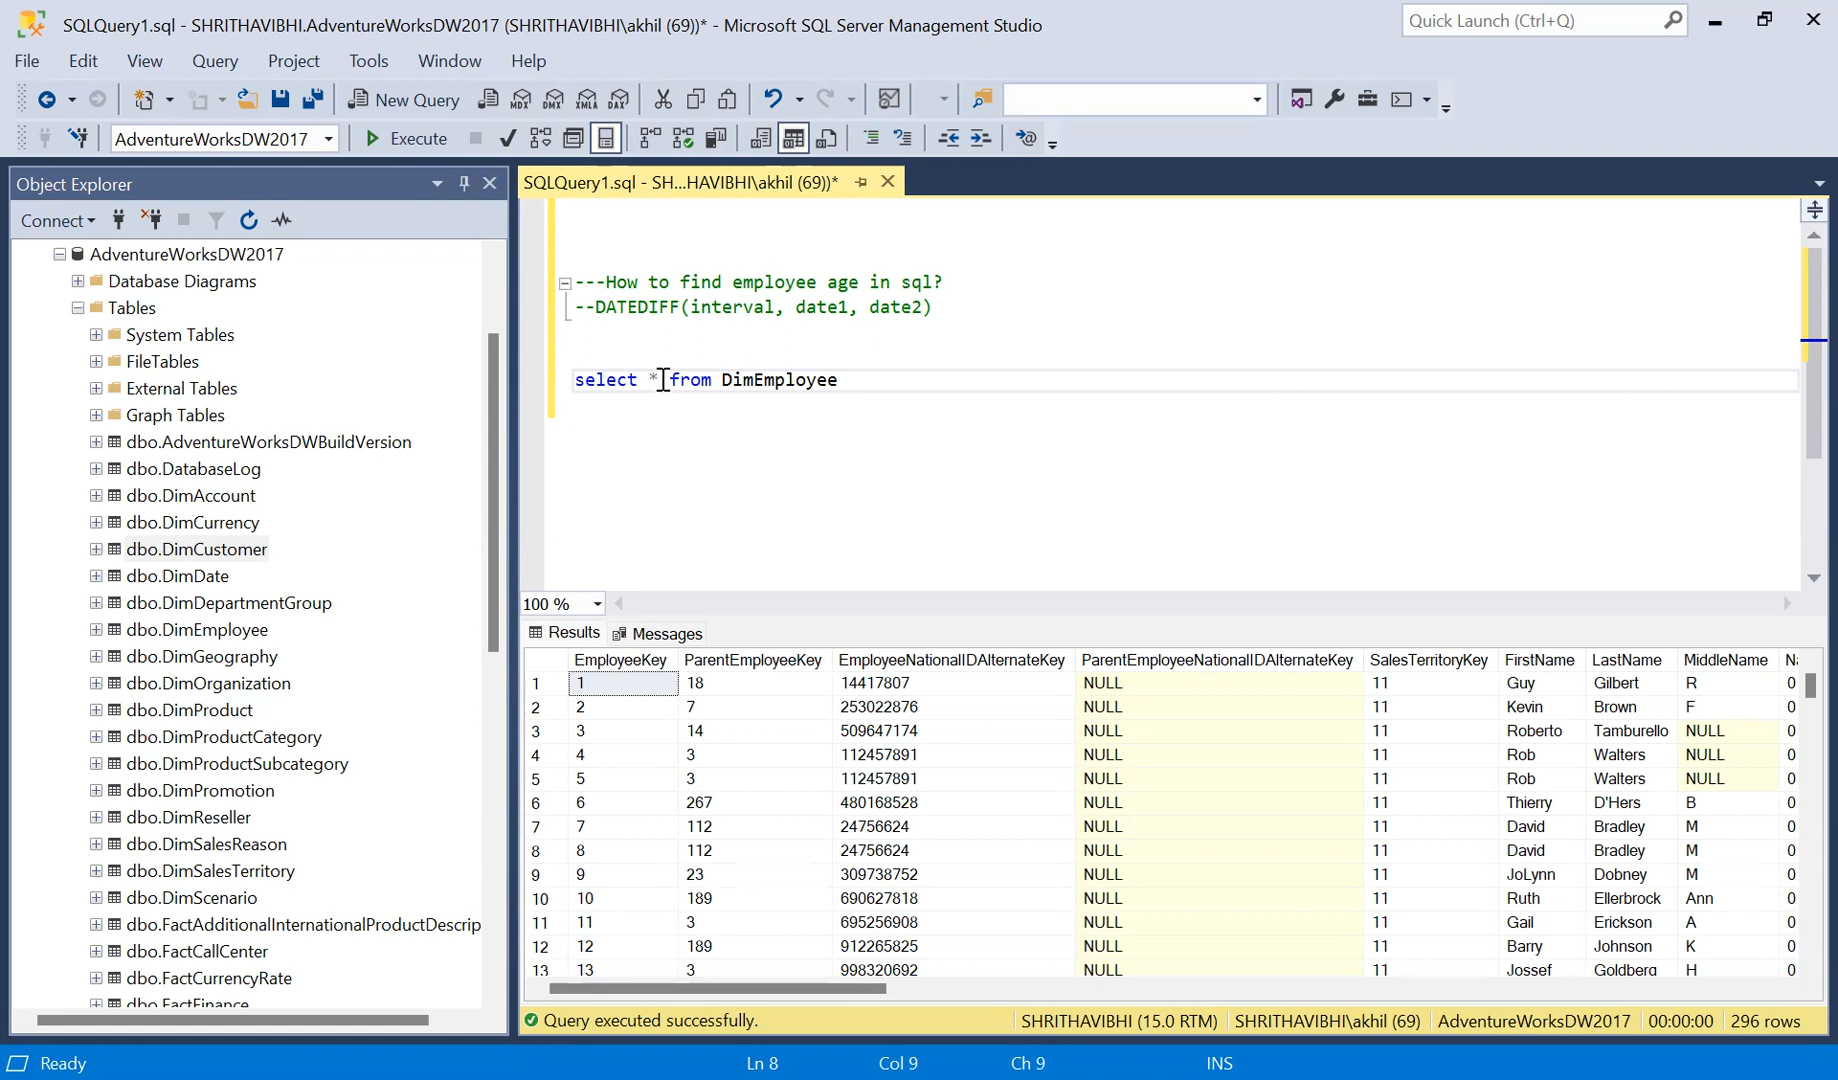 SQLQuery1.sql - SHRITHAVIBHI.AdventureWorksDW2017 (SHRITHAVIBHI\akhil (69))* - Microsoft SQL Server Management Studio
Quick Launch (Ctrl+Q)
File Edit View Query Project Tools Window Help
New Query MDX DMX XMLA DAX
AdventureWorksDW2017 Execute
Object Explorer
Connect
AdventureWorksDW2017
Database Diagrams
Tables
System Tables
FileTables
External Tables
Graph Tables
dbo.AdventureWorksDWBuildVersion
dbo.DatabaseLog
dbo.DimAccount
dbo.DimCurrency
dbo.DimCustomer
dbo.DimDate
dbo.DimDepartmentGroup
dbo.DimEmployee
dbo.DimGeography
dbo.DimOrganization
dbo.DimProduct
dbo.DimProductCategory
dbo.DimProductSubcategory
dbo.DimPromotion
dbo.DimReseller
dbo.DimSalesReason
dbo.DimSalesTerritory
dbo.DimScenario
dbo.FactAdditionalInternationalProductDescrip
dbo.FactCallCenter
dbo.FactCurrencyRate
dbo.FactFinance
SQLQuery1.sql - SH...HAVIBHI\akhil (69))*
---How to find employee age in sql?
--DATEDIFF(interval, date1, date2)
select * from DimEmployee
100 %
Results Messages
EmployeeKey ParentEmployeeKey EmployeeNationalIDAlternateKey ParentEmployeeNationalIDAlternateKey SalesTerritoryKey FirstName LastName MiddleName Na
1 1 18 14417807 NULL 11 Guy Gilbert R 0
2 2 7 253022876 NULL 11 Kevin Brown F 0
3 3 14 509647174 NULL 11 Roberto Tamburello NULL 0
4 4 3 112457891 NULL 11 Rob Walters NULL 0
5 5 3 112457891 NULL 11 Rob Walters NULL 0
6 6 267 480168528 NULL 11 Thierry D'Hers B 0
7 7 112 24756624 NULL 11 David Bradley M 0
8 8 112 24756624 NULL 11 David Bradley M 0
9 9 23 309738752 NULL 11 JoLynn Dobney M 0
10 10 189 690627818 NULL 11 Ruth Ellerbrock Ann 0
11 11 3 695256908 NULL 11 Gail Erickson A 0
12 12 189 912265825 NULL 11 Barry Johnson K 0
13 13 3 998320692 NULL 11 Jossef Goldberg H 0
Query executed successfully. SHRITHAVIBHI (15.0 RTM) SHRITHAVIBHI\akhil (69) AdventureWorksDW2017 00:00:00 296 rows
Ready Ln 8 Col 9 Ch 9 INS